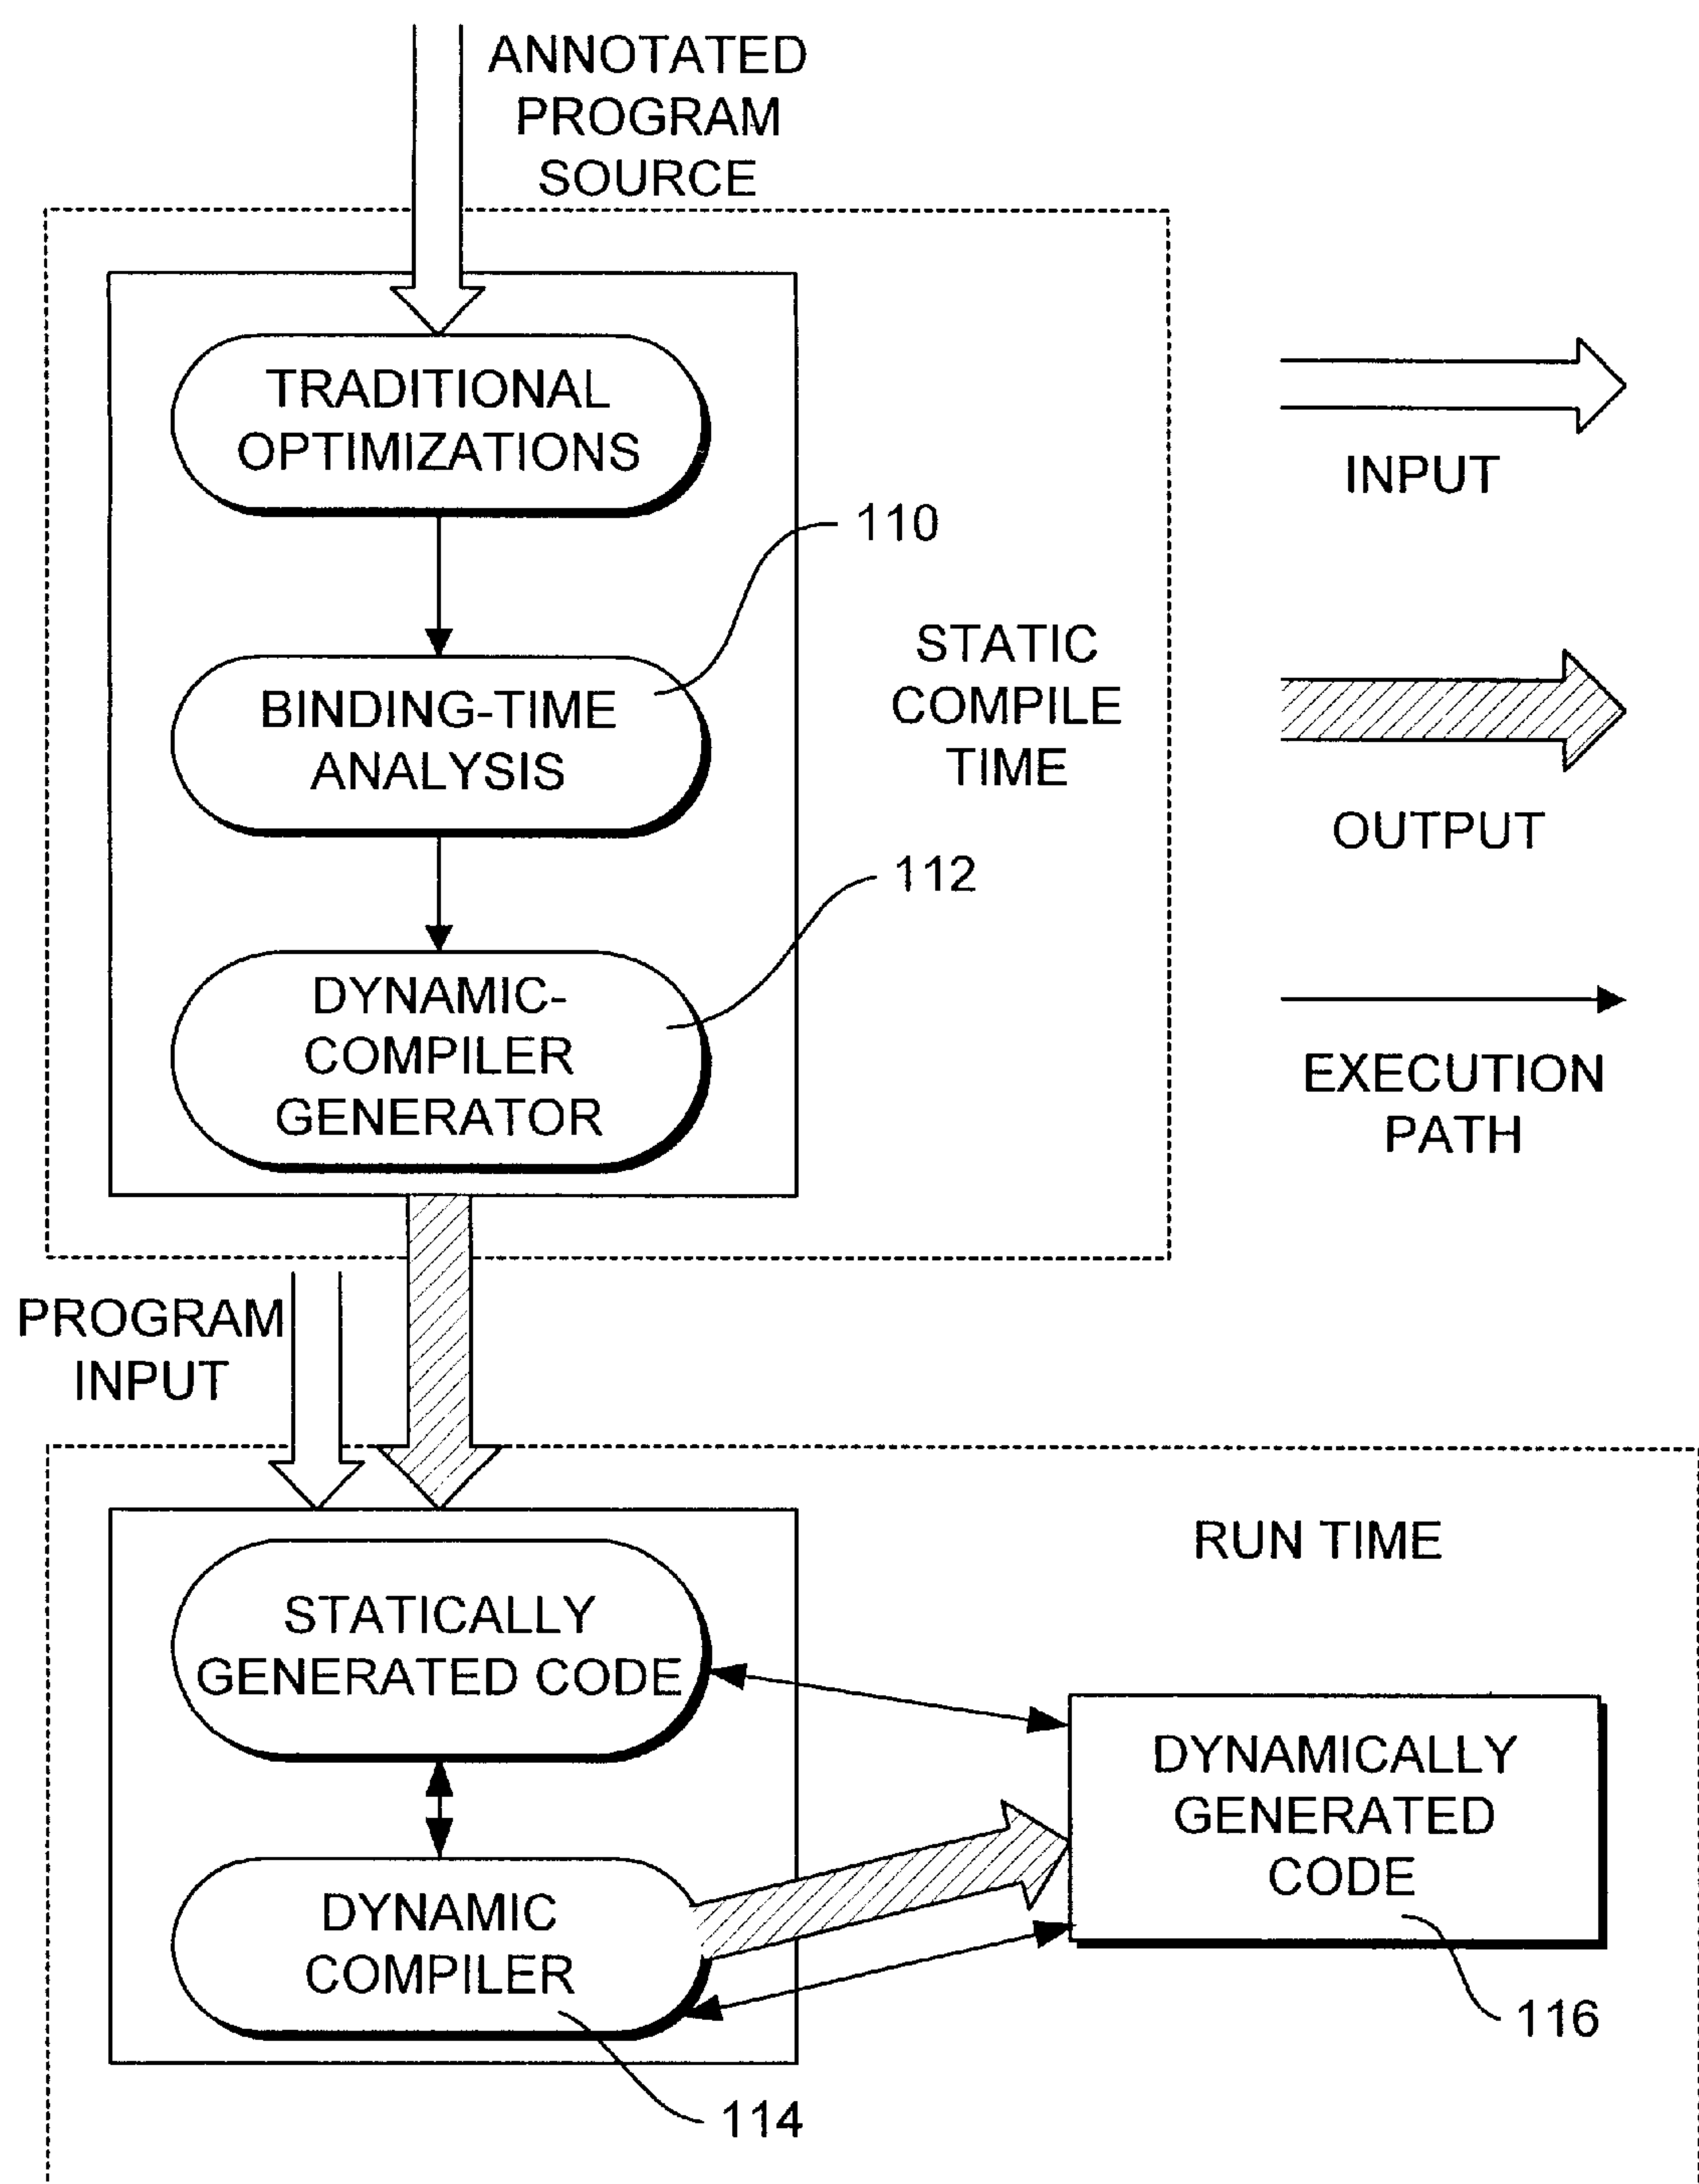 ANNOTATED
PROGRAM
SOURCE
TRADITIONAL
OPTIMIZATIONS
INPUT
110
BINDING-TIME
ANALYSIS
STATIC
COMPILE
TIME
OUTPUT
112
DYNAMIC-
COMPILER
GENERATOR
EXECUTION
PATH
PROGRAM
INPUT
RUN TIME
STATICALLY
GENERATED CODE
DYNAMICALLY
GENERATED
CODE
DYNAMIC
COMPILER
116
114